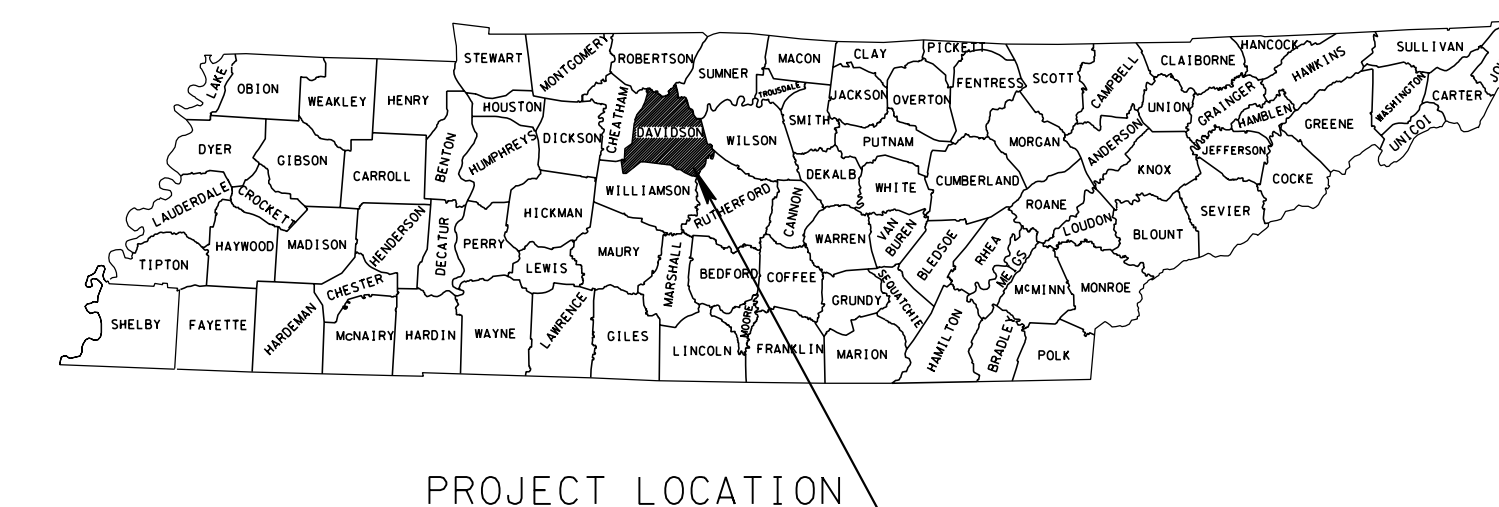 STEWART
MONTGOMERY
ROBERTSON
SUMNER
MACON
CLAY
PICKETT
FENTRESS
SCOTT
CAMPBELL
CLAIBORNE
HANCOCK
HAWKINS
SULLIVAN
LAKE
OBION
WEAKLEY
HENRY
HOUSTON
CHEATHAM
TROUSDALE
JACKSON
OVERTON
UNION
GRAINGER
HAMBLEN
WASHINGTON
CARTER
UNICOI
GREENE
DYER
GIBSON
CARROLL
BENTON
HUMPHREYS
DICKSON
DAVIDSON
WILSON
SMITH
PUTNAM
MORGAN
ANDERSON
JEFFERSON
KNOX
COCKE
LAUDERDALE
CROCKETT
HAYWOOD
MADISON
HENDERSON
DECATUR
PERRY
HICKMAN
WILLIAMSON
RUTHERFORD
CANNON
DEKALB
WHITE
CUMBERLAND
ROANE
LOUDON
BLOUNT
SEVIER
TIPTON
CHESTER
LEWIS
MAURY
MARSHALL
BEDFORD
COFFEE
WARREN
VAN
BUREN
BLEDSOE
RHEA
MEIGS
McMINN
MONROE
SHELBY
FAYETTE
HARDEMAN
McNAIRY
HARDIN
WAYNE
LAWRENCE
GILES
LINCOLN
MOORE
FRANKLIN
GRUNDY
SEQUATCHIE
MARION
HAMILTON
BRADLEY
POLK
PROJECT LOCATION